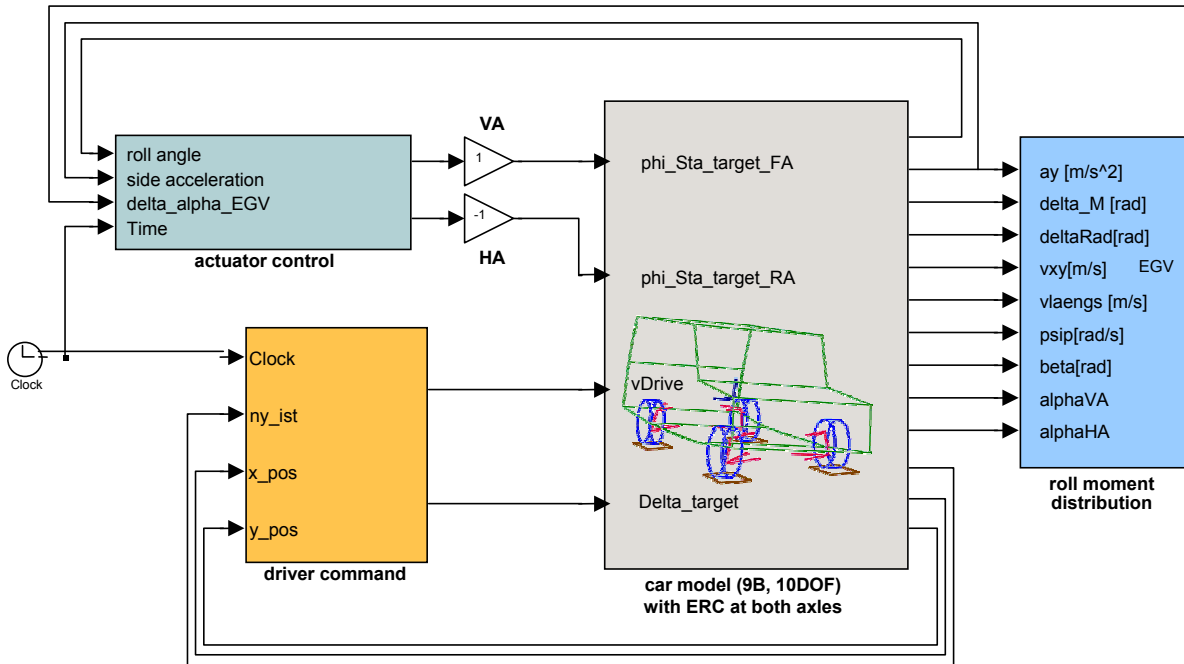 VA
1
roll angle
side acceleration
delta_alpha_EGV
Time
actuator control
-1
HA
phi_Sta_target_FA
phi_Sta_target_RA
vDrive
Delta_target
car model (9B, 10DOF)
with ERC at both axles
ay [m/s^2]
delta_M [rad]
deltaRad[rad]
vxy[m/s] EGV
vlaengs [m/s]
psip[rad/s]
beta[rad]
alphaVA
alphaHA
roll moment
distribution
Clock
Clock
ny_ist
x_pos
y_pos
driver command